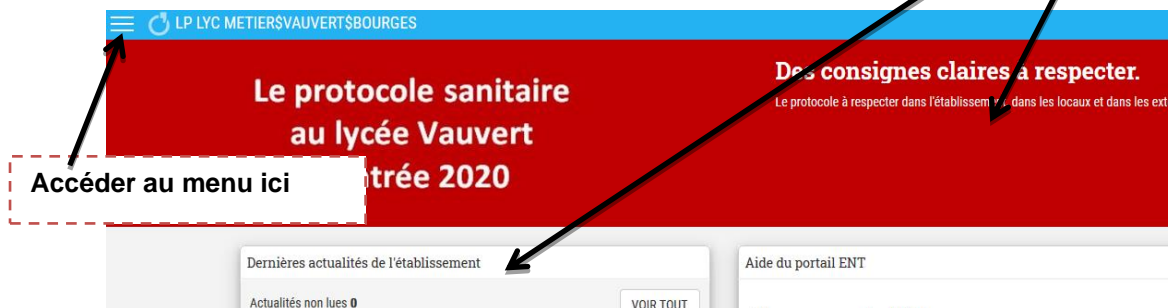 LP LYC METIER$VAUVERT$BOURGES
Le protocole sanitaire
au lycée Vauvert
trée 2020
Des consignes claires à respecter.
Le protocole à respecter dans l'établissement, dans les locaux et dans les ext
Accéder au menu ici
Dernières actualités de l'établissement
Actualités non lues 0
VOIR TOUT
Aide du portail ENT